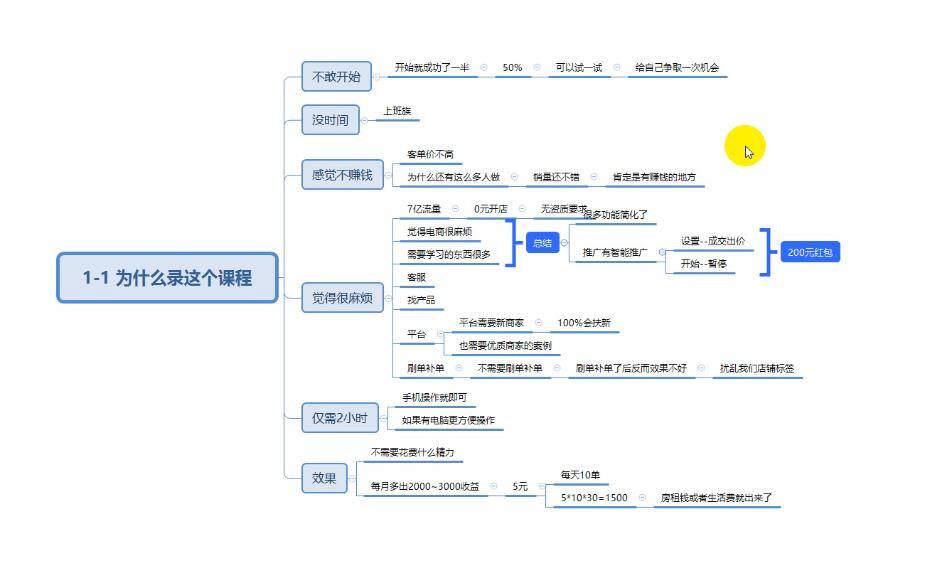 1-1 为什么录这个课程
不敢开始
开始就成功了一半
50%
可以试一试
给自己争取一次机会
没时间
上班族
感觉不赚钱
客单价不高
为什么还有这么多人做
销量还不错
肯定是有赚钱的地方
觉得很麻烦
7亿流量
0元开店
无资质要求
觉得电商很麻烦
需要学习的东西很多
总结
很多功能简化了
推广有智能推广
设置--成交出价
开始--暂停
200元红包
客服
找产品
平台
平台需要新商家
100%会扶新
也需要优质商家的案例
刷单补单
不需要刷单补单
刷单补单了后反而效果不好
扰乱我们店铺标签
仅需2小时
手机操作就即可
如果有电脑更方便操作
效果
不需要花费什么精力
每月多出2000~3000收益
5元
每天10单
5*10*30=1500
房租钱或者生活费就出来了